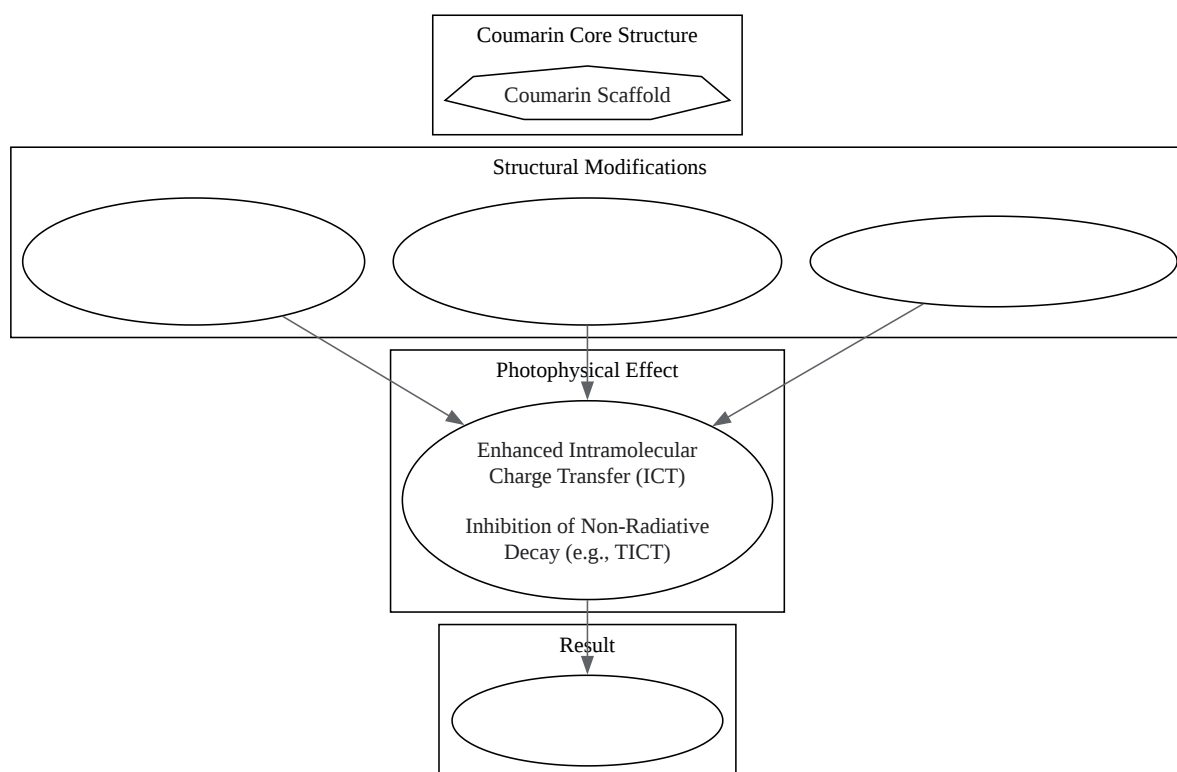 Coumarin Core Structure
Coumarin Scaffold
Structural Modifications
Photophysical Effect
Enhanced Intramolecular
Charge Transfer (ICT)
Inhibition of Non-Radiative
Decay (e.g., TICT)
Result